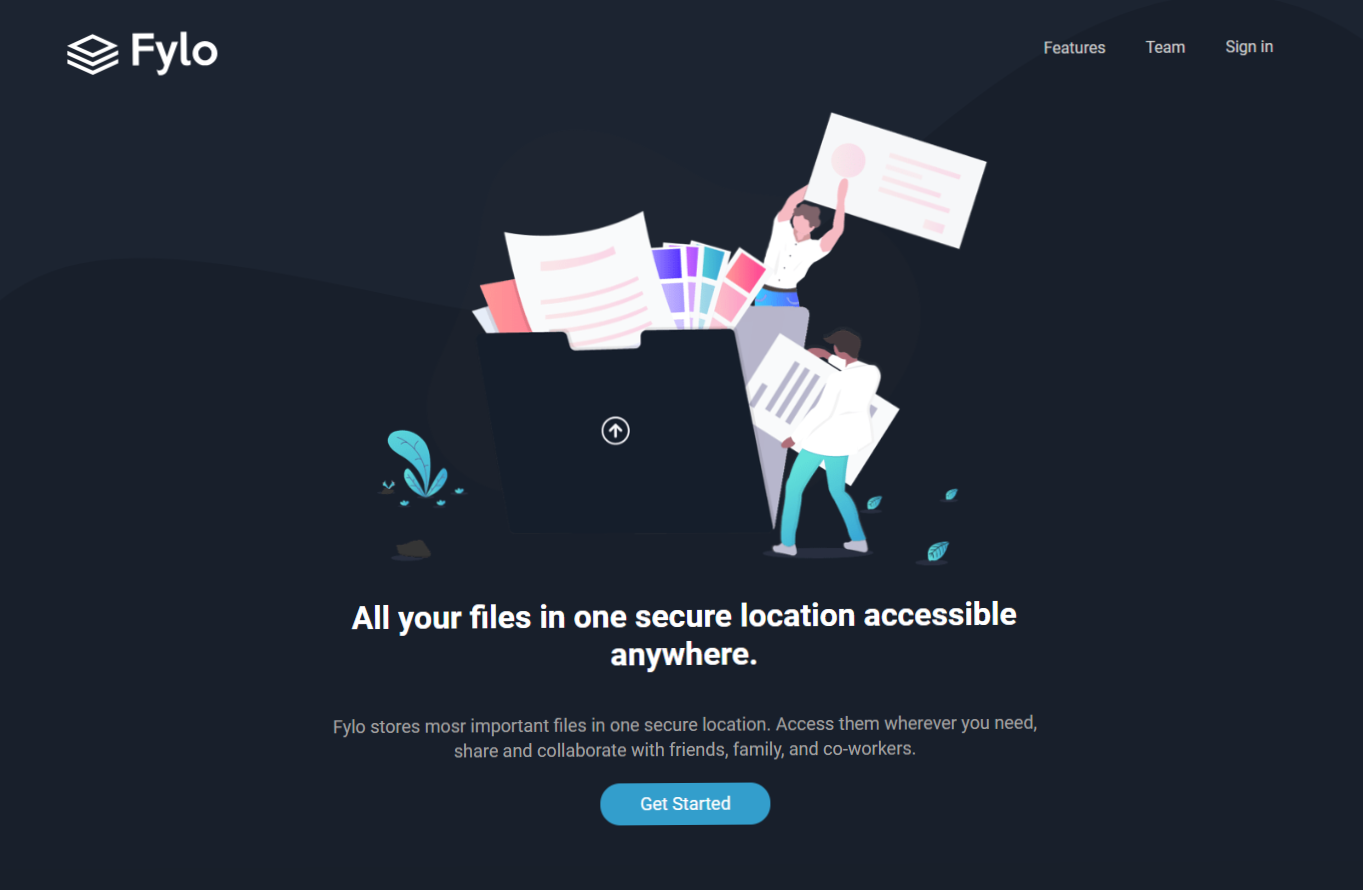 Fylo
Features
Team
Sign in
All your files in one secure location accessible
anywhere.
Fylo stores mosr important files in one secure location. Access them wherever you need,
share and collaborate with friends, family, and co-workers.
Get Started